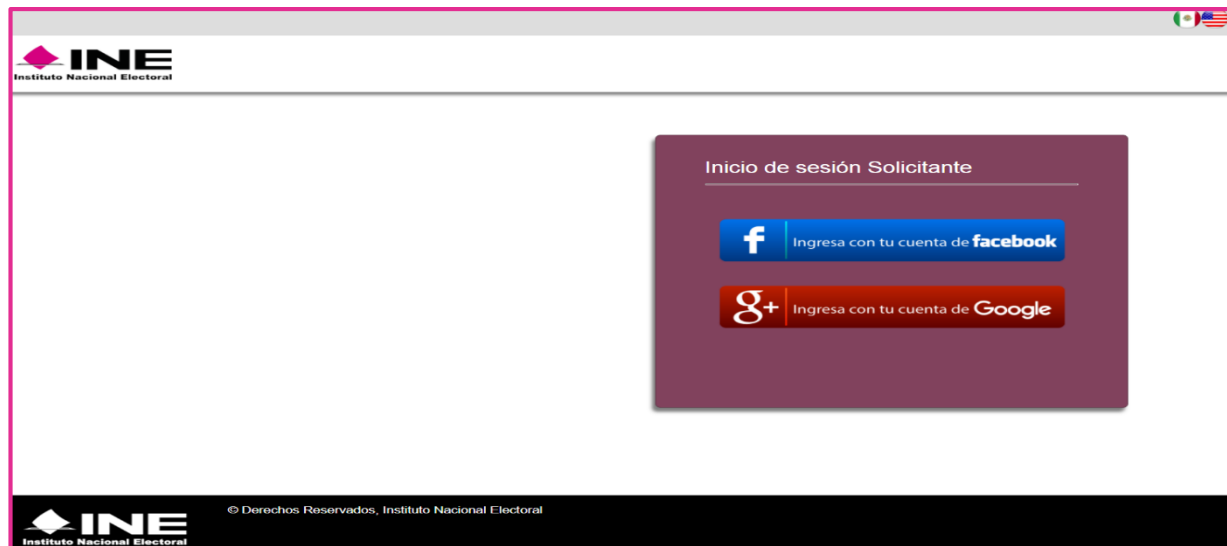 INE
Instituto Nacional Electoral
Inicio de sesión Solicitante
f Ingresa con tu cuenta de facebook
g+ Ingresa con tu cuenta de Google
© Derechos Reservados, Instituto Nacional Electoral
INE
Instituto Nacional Electoral